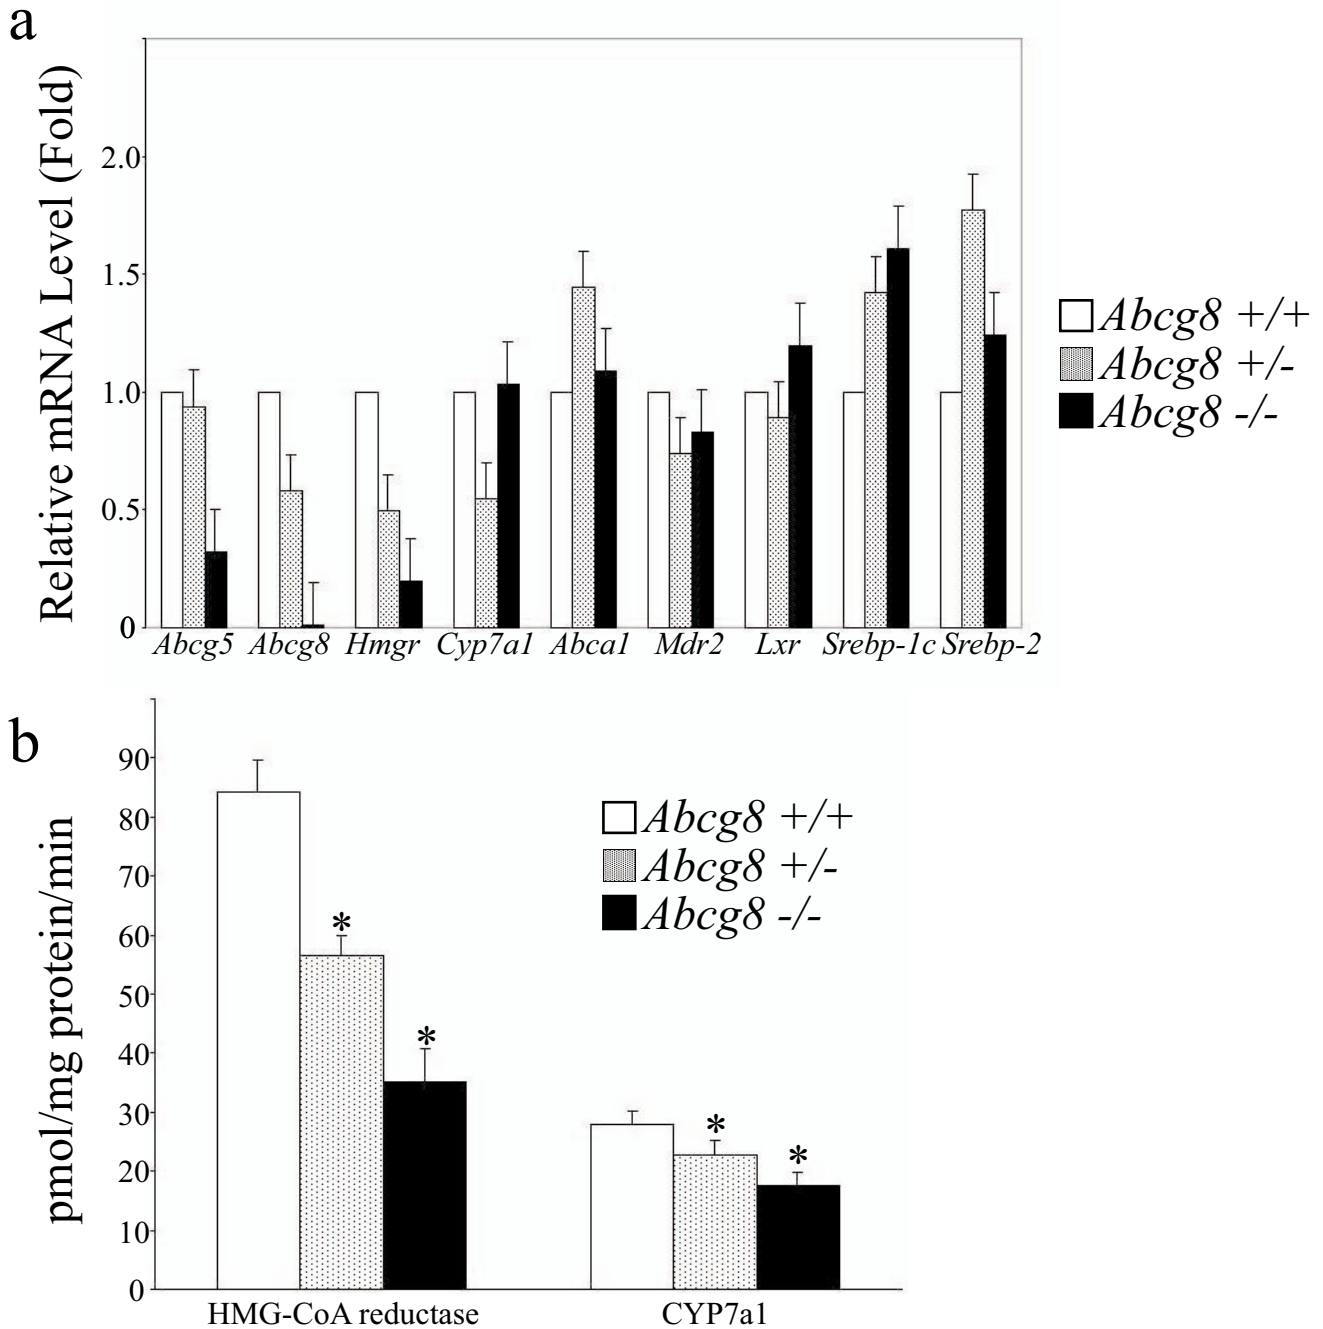 a
Relative mRNA Level (Fold)
2.0
1.5
1.0
0.5
0
Abcg5 Abcg8 Hmgr Cyp7a1 Abca1 Mdr2 Lxr Srebp-1c Srebp-2
Abcg8 +/+
Abcg8 +/-
Abcg8 -/-
b
pmol/mg protein/min
90
80
70
60
50
40
30
20
10
0
*
*
*
*
HMG-CoA reductase CYP7a1
Abcg8 +/+
Abcg8 +/-
Abcg8 -/-